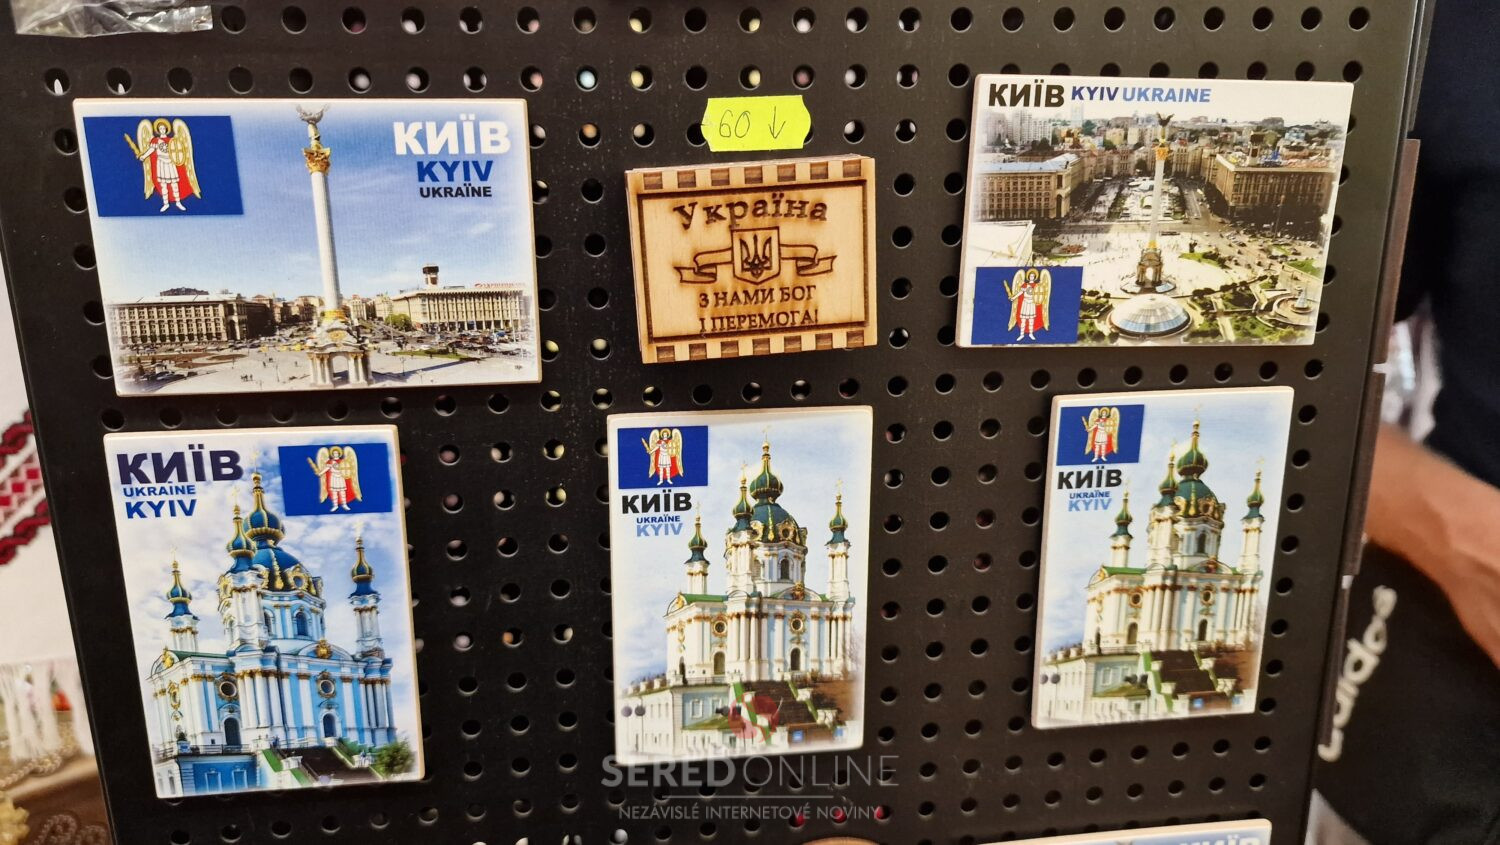 КИЇВ
KYIV
UKRAÏNE
60 ↓
Україна
З НАМИ БОГ
І ПЕРЕМОГА!
КИЇВ KYIV UKRAINE
КИЇВ
UKRAINE
KYIV
КИЇВ
UKRAÏNE
KYIV
КИЇВ
UKRAÏNE
KYIV
adidas
SEREDONLINE
NEZÁVISLÉ INTERNETOVÉ NOVINY